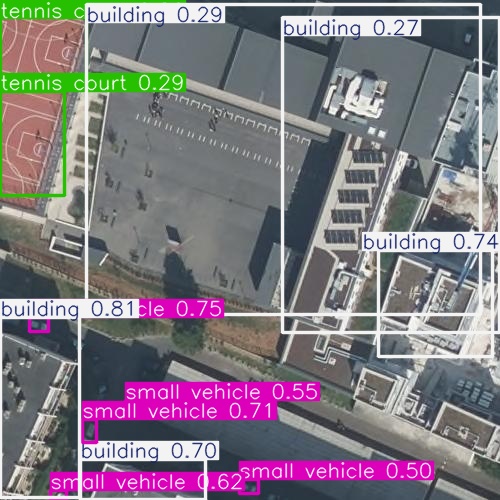 tennis c
building 0.29
building 0.27
tennis court 0.29
building 0.74
building 0.81
cle 0.75
small vehicle 0.55
small vehicle 0.71
building 0.70
small vehicle 0.62
small vehicle 0.50